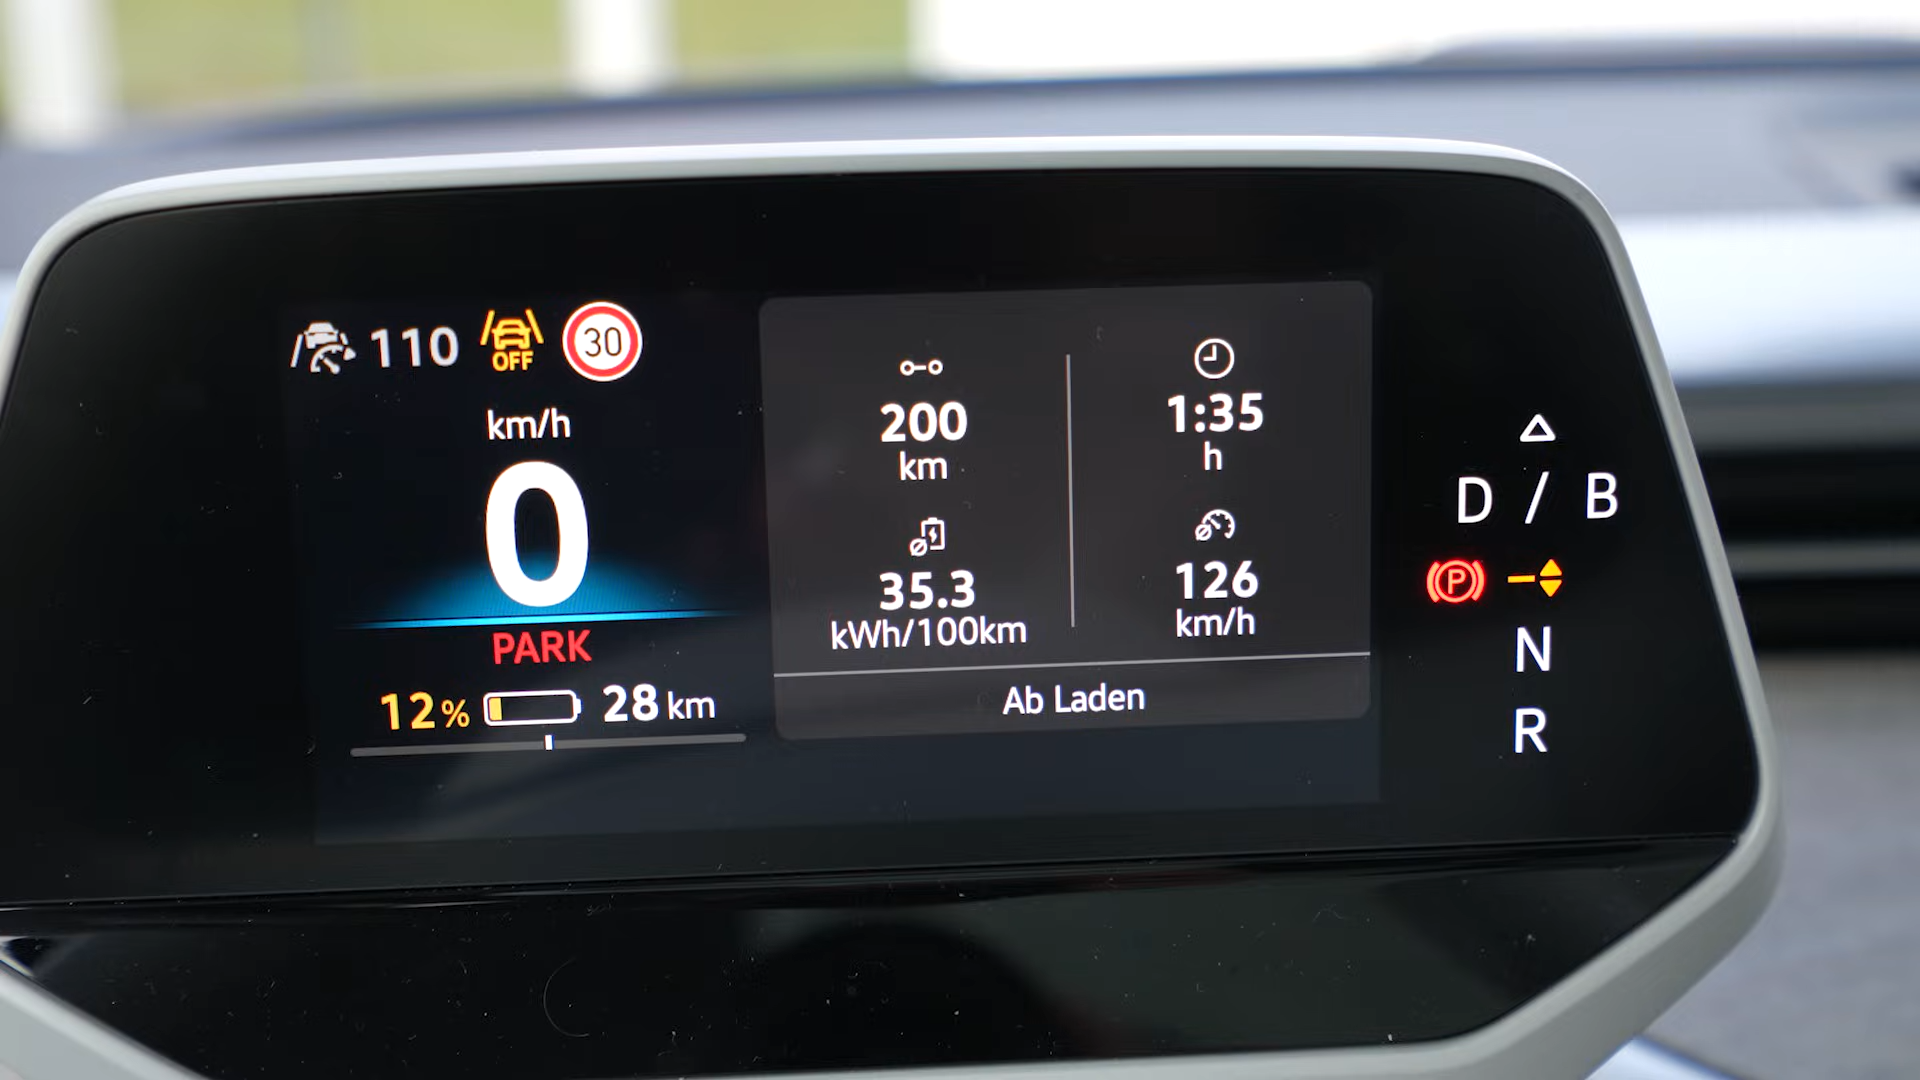 110 OFF 30
km/h
0
PARK
12% 28 km
200
km
1:35
h
35.3
kWh/100km
126
km/h
Ab Laden
D / B
P
N
R